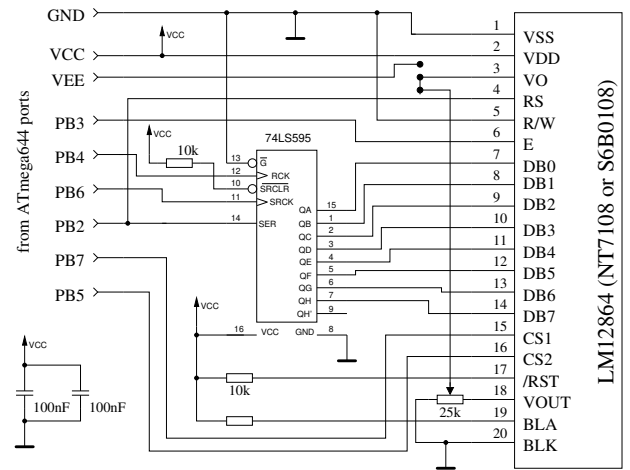 GND
VCC
VEE
PB3
PB4
PB6
PB2
PB7
PB5
from ATmega644 ports
VCC
VCC
10k
74LS595
13 G
12 RCK
10 SRCLR
11 SRCK
14 SER
QA 15
QB 1
QC 2
QD 3
QE 4
QF 5
QG 6
QH 7
QH' 9
16 VCC GND 8
VCC
VCC
100nF 100nF
10k
25k
1 VSS
2 VDD
3 VO
4 RS
5 R/W
6 E
7 DB0
8 DB1
9 DB2
10 DB3
11 DB4
12 DB5
13 DB6
14 DB7
15 CS1
16 CS2
17 /RST
18 VOUT
19 BLA
20 BLK
LM12864 (NT7108 or S6B0108)